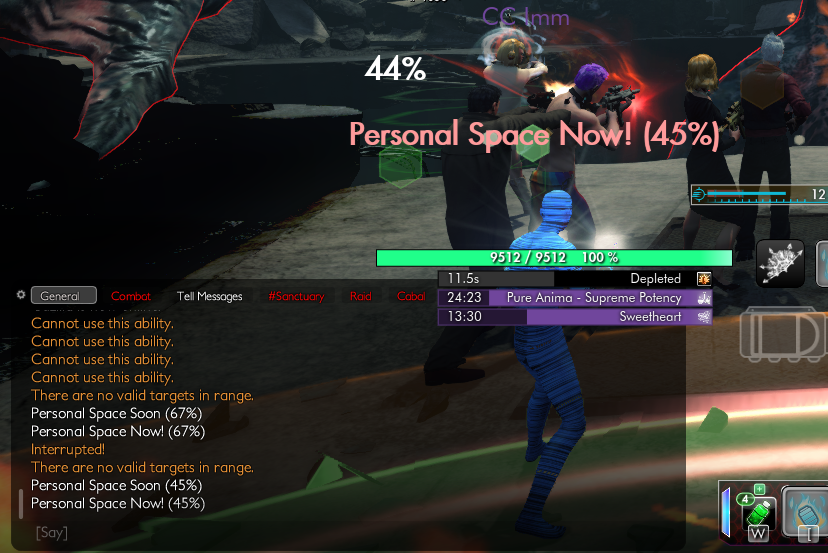 CC Imm
44%
Personal Space Now! (45%)
12
9512 / 9512 100 %
11.5s Depleted
24:23 Pure Anima - Supreme Potency
13:30 Sweetheart
General Combat Tell Messages #Sanctuary Raid Cabal
Cannot use this ability.
Cannot use this ability.
Cannot use this ability.
Cannot use this ability.
There are no valid targets in range.
Personal Space Soon (67%)
Personal Space Now! (67%)
Interrupted!
There are no valid targets in range.
Personal Space Soon (45%)
Personal Space Now! (45%)
[Say]
4
W
[